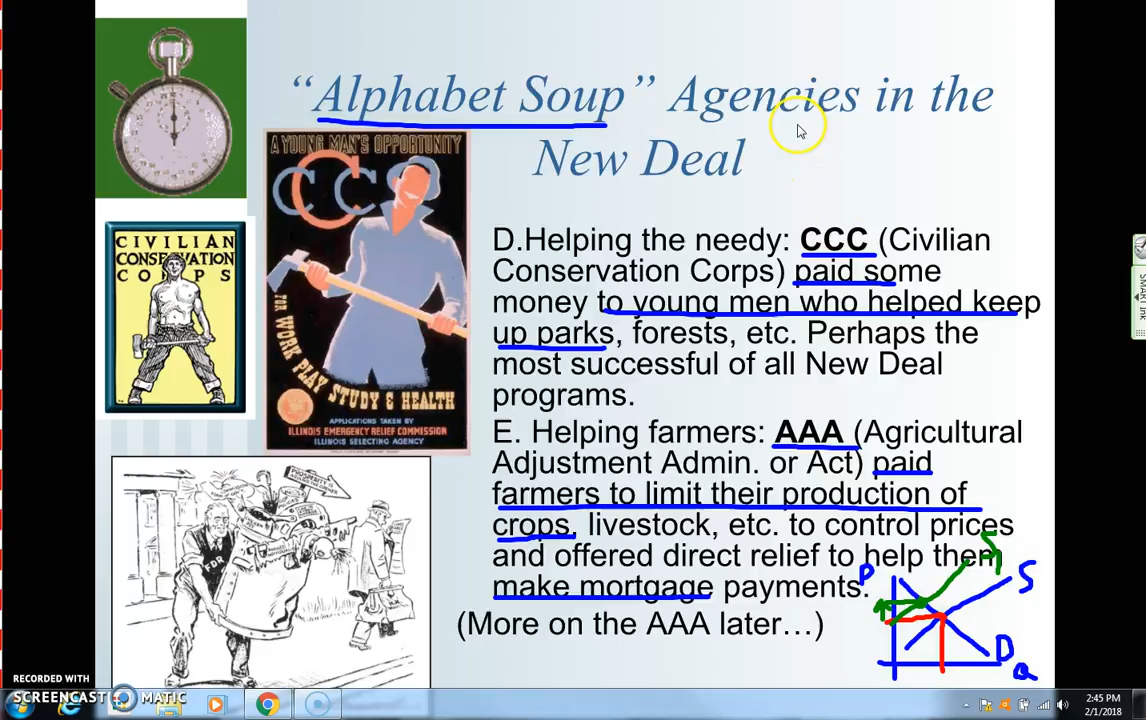 “Alphabet Soup” Agencies in the
New Deal
A YOUNG MAN'S OPPORTUNITY
CCC
FOR WORK PLAY STUDY & HEALTH
APPLICATIONS TAKEN BY
ILLINOIS EMERGENCY RELIEF COMMISSION
ILLINOIS SELECTING AGENCY
CIVILIAN
CONSERVATION
CORPS
D.Helping the needy: CCC (Civilian
Conservation Corps) paid some
money to young men who helped keep
up parks, forests, etc. Perhaps the
most successful of all New Deal
programs.
E. Helping farmers: AAA (Agricultural
Adjustment Admin. or Act) paid
farmers to limit their production of
crops, livestock, etc. to control prices
and offered direct relief to help them
make mortgage payments.
(More on the AAA later…)
P
S1
S
D
Q
PROSPERITY
FDR
SMART Ink
RECORDED WITH
SCREENCAST MATIC
2:45 PM
2/1/2018